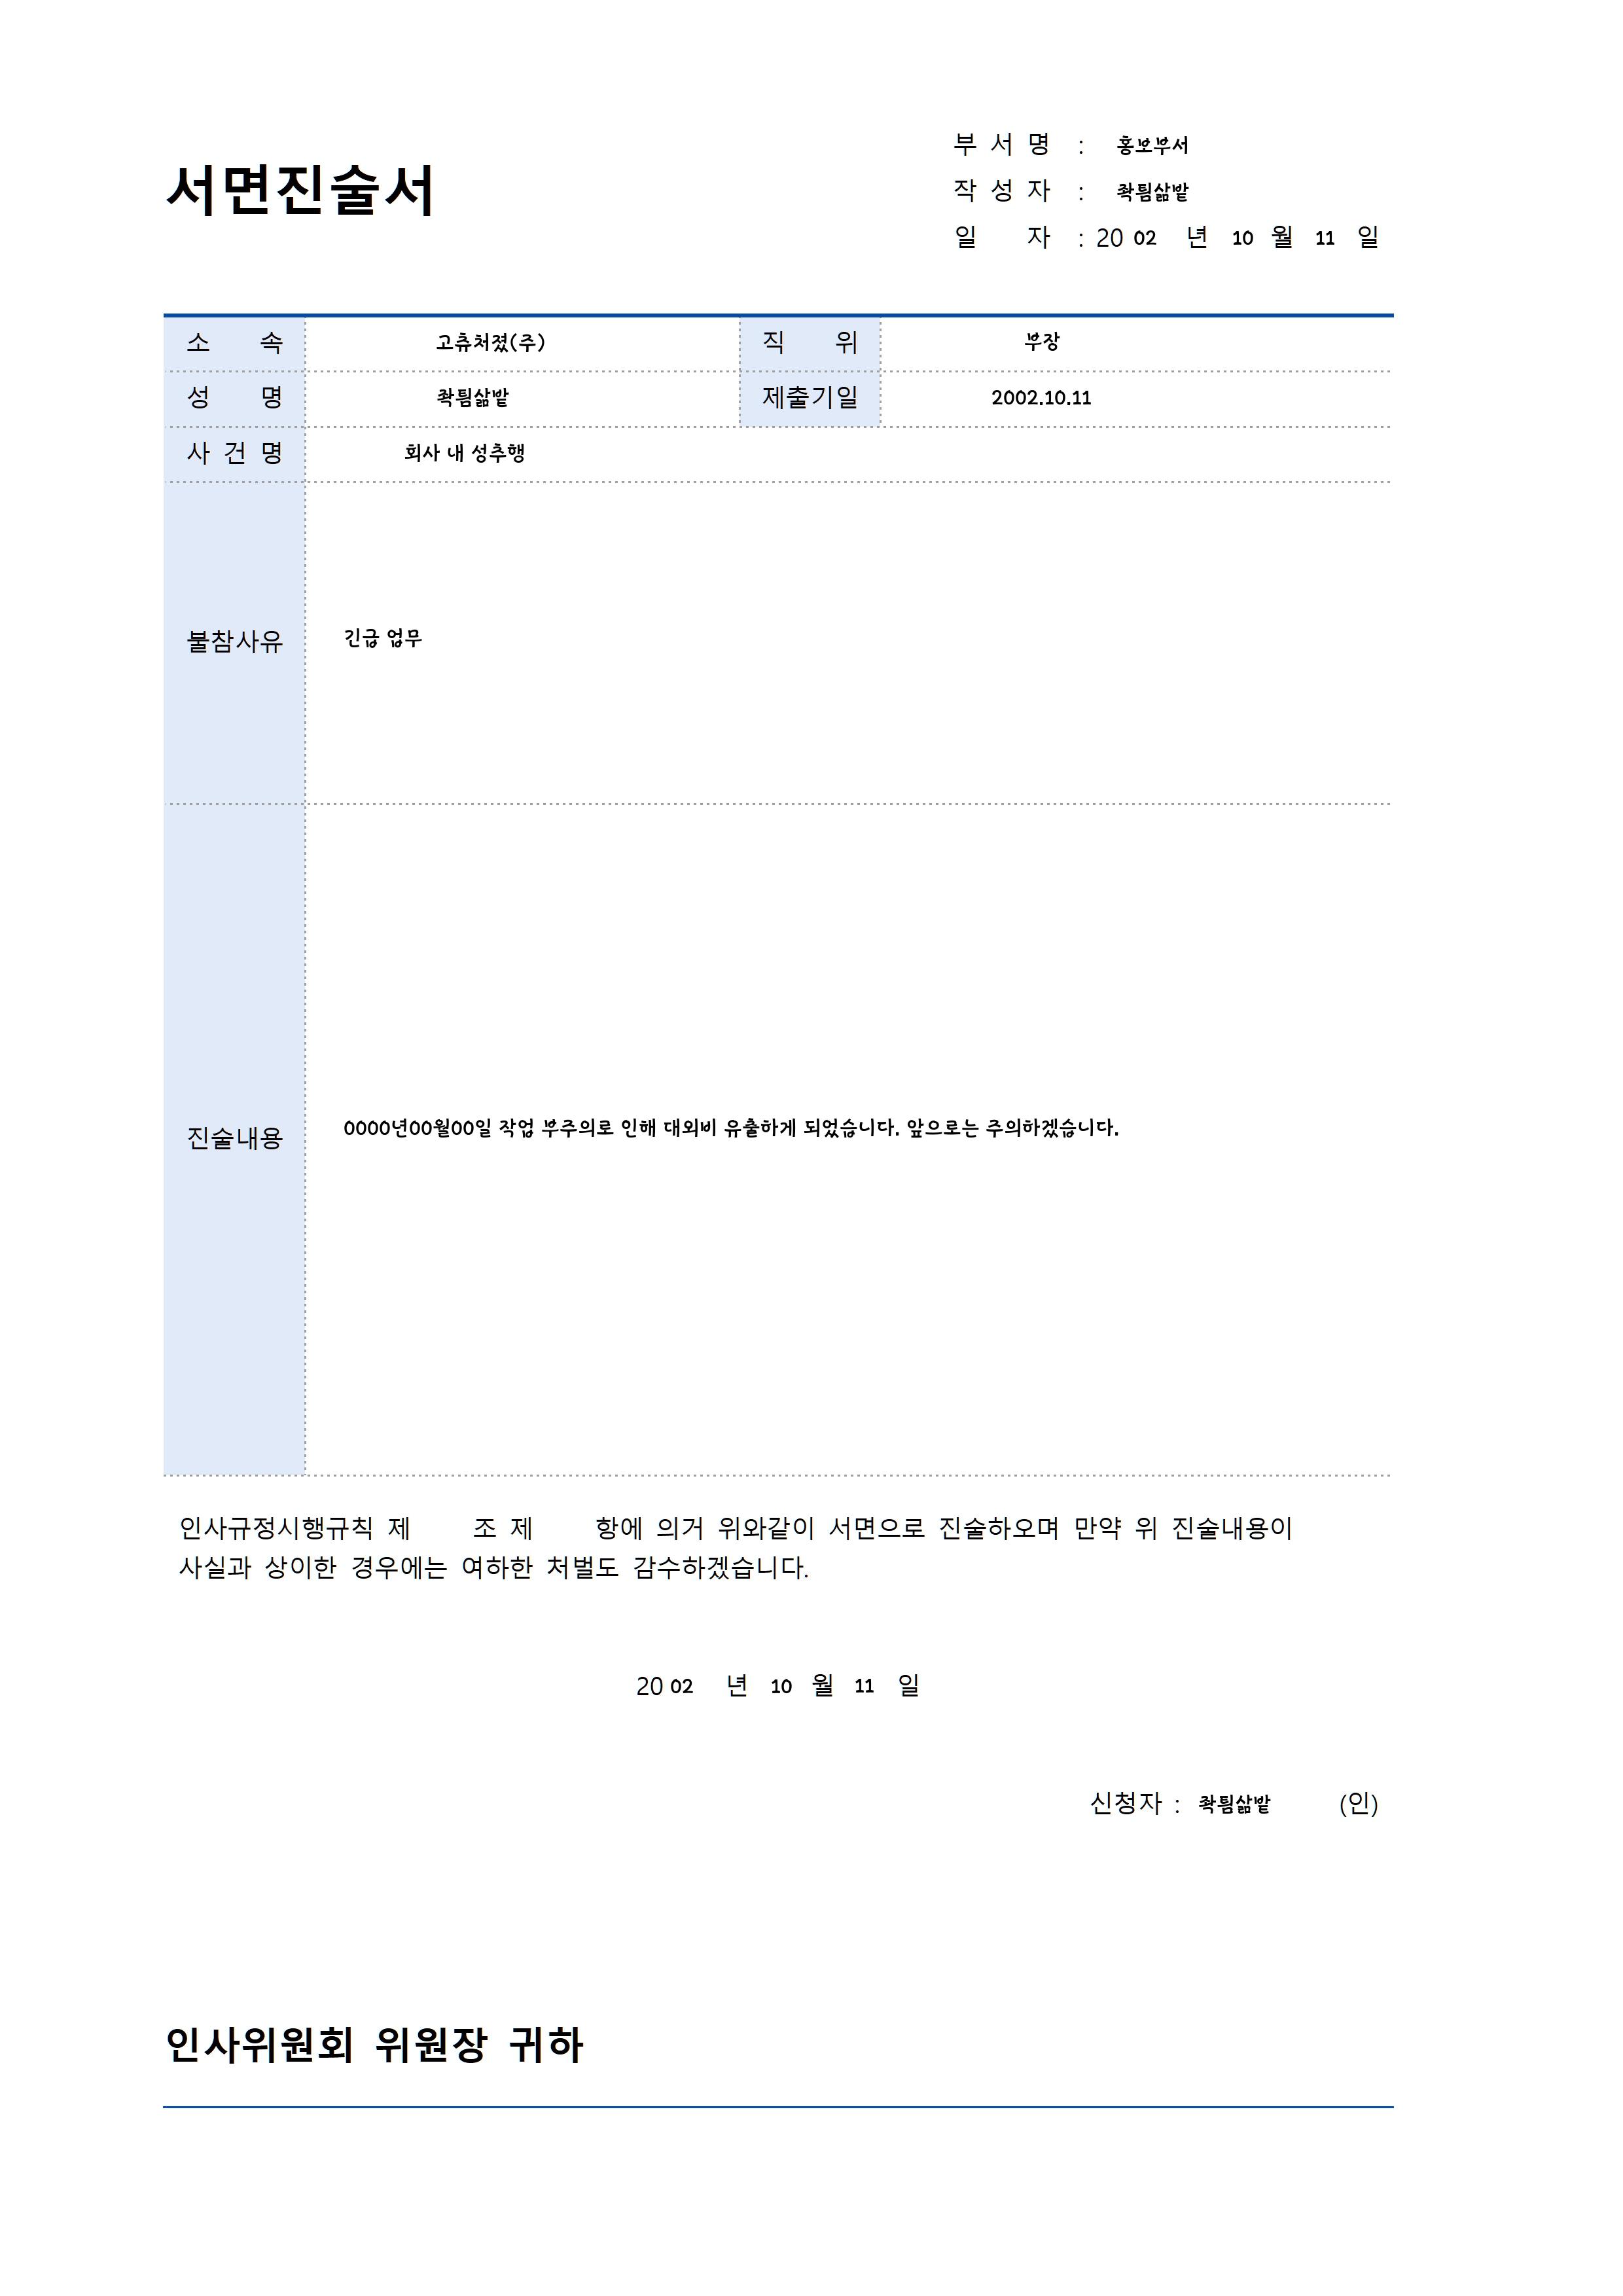 서면진술서
부 서 명 : 홍보부서
작 성 자 : 좍틤삶밭
일 자 : 20 02 년 10 월 11 일
소 속 고츄처졌(주) 직 위 부장
성 명 좍틤삶밭 제출기일 2002.10.11
사 건 명 회사 내 성추행
불참사유 긴급 업무
진술내용 0000년00월00일 작업 부주의로 인해 대외비 유출하게 되었습니다. 앞으로는 주의하겠습니다.
인사규정시행규칙 제 조 제 항에 의거 위와같이 서면으로 진술하오며 만약 위 진술내용이
사실과 상이한 경우에는 여하한 처벌도 감수하겠습니다.
20 02 년 10 월 11 일
신청자 : 좍틤삶밭 (인)
인사위원회 위원장 귀하